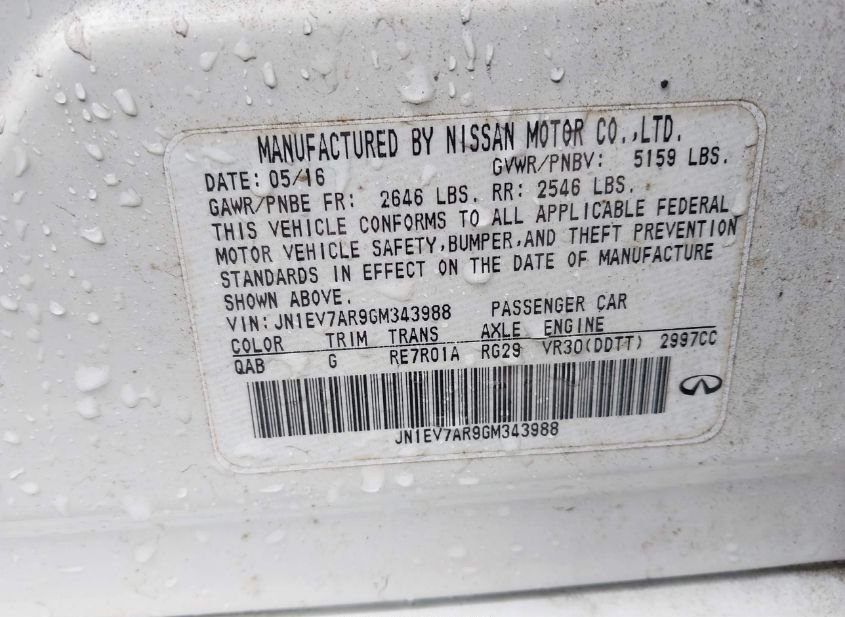 MANUFACTURED BY NISSAN MOTOR CO.,LTD.
DATE: 05/16 GVWR/PNBV: 5159 LBS.
GAWR/PNBE FR: 2646 LBS. RR: 2546 LBS.
THIS VEHICLE CONFORMS TO ALL APPLICABLE FEDERAL
MOTOR VEHICLE SAFETY,BUMPER,AND THEFT PREVENTION
STANDARDS IN EFFECT ON THE DATE OF MANUFACTURE
SHOWN ABOVE.
VIN:JN1EV7AR9GM343988 PASSENGER CAR
COLOR TRIM TRANS AXLE ENGINE
QAB G RE7R01A RG29 VR30(DDTT) 2997CC
JN1EV7AR9GM343988